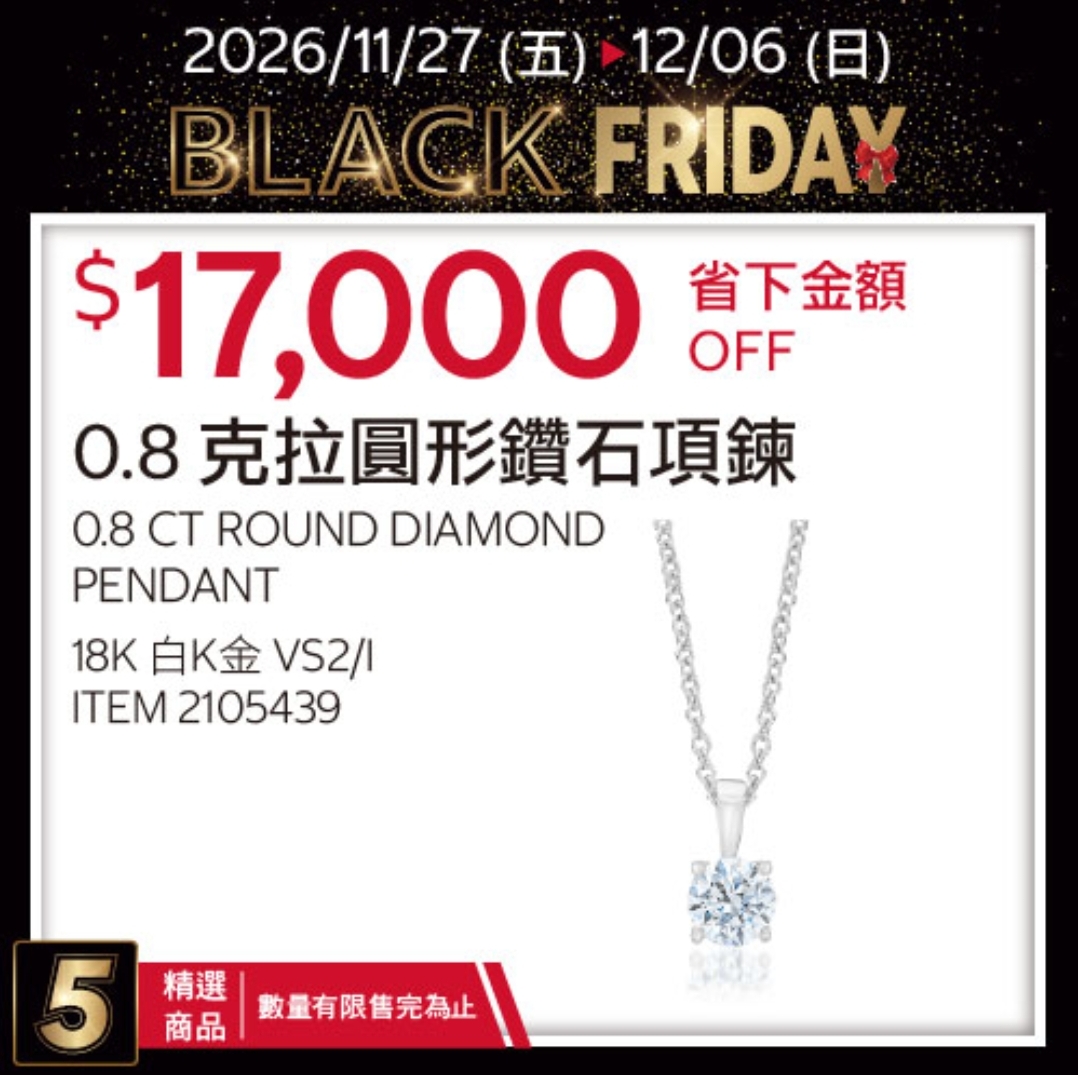 2026/11/27 (五)▶12/06 (日)
BLACK FRIDAY
$17,000 省下金額
OFF
0.8 克拉圓形鑽石項鍊
0.8 CT ROUND DIAMOND
PENDANT
18K 白K金 VS2/I
ITEM 2105439
5
精選
商品
數量有限售完為止